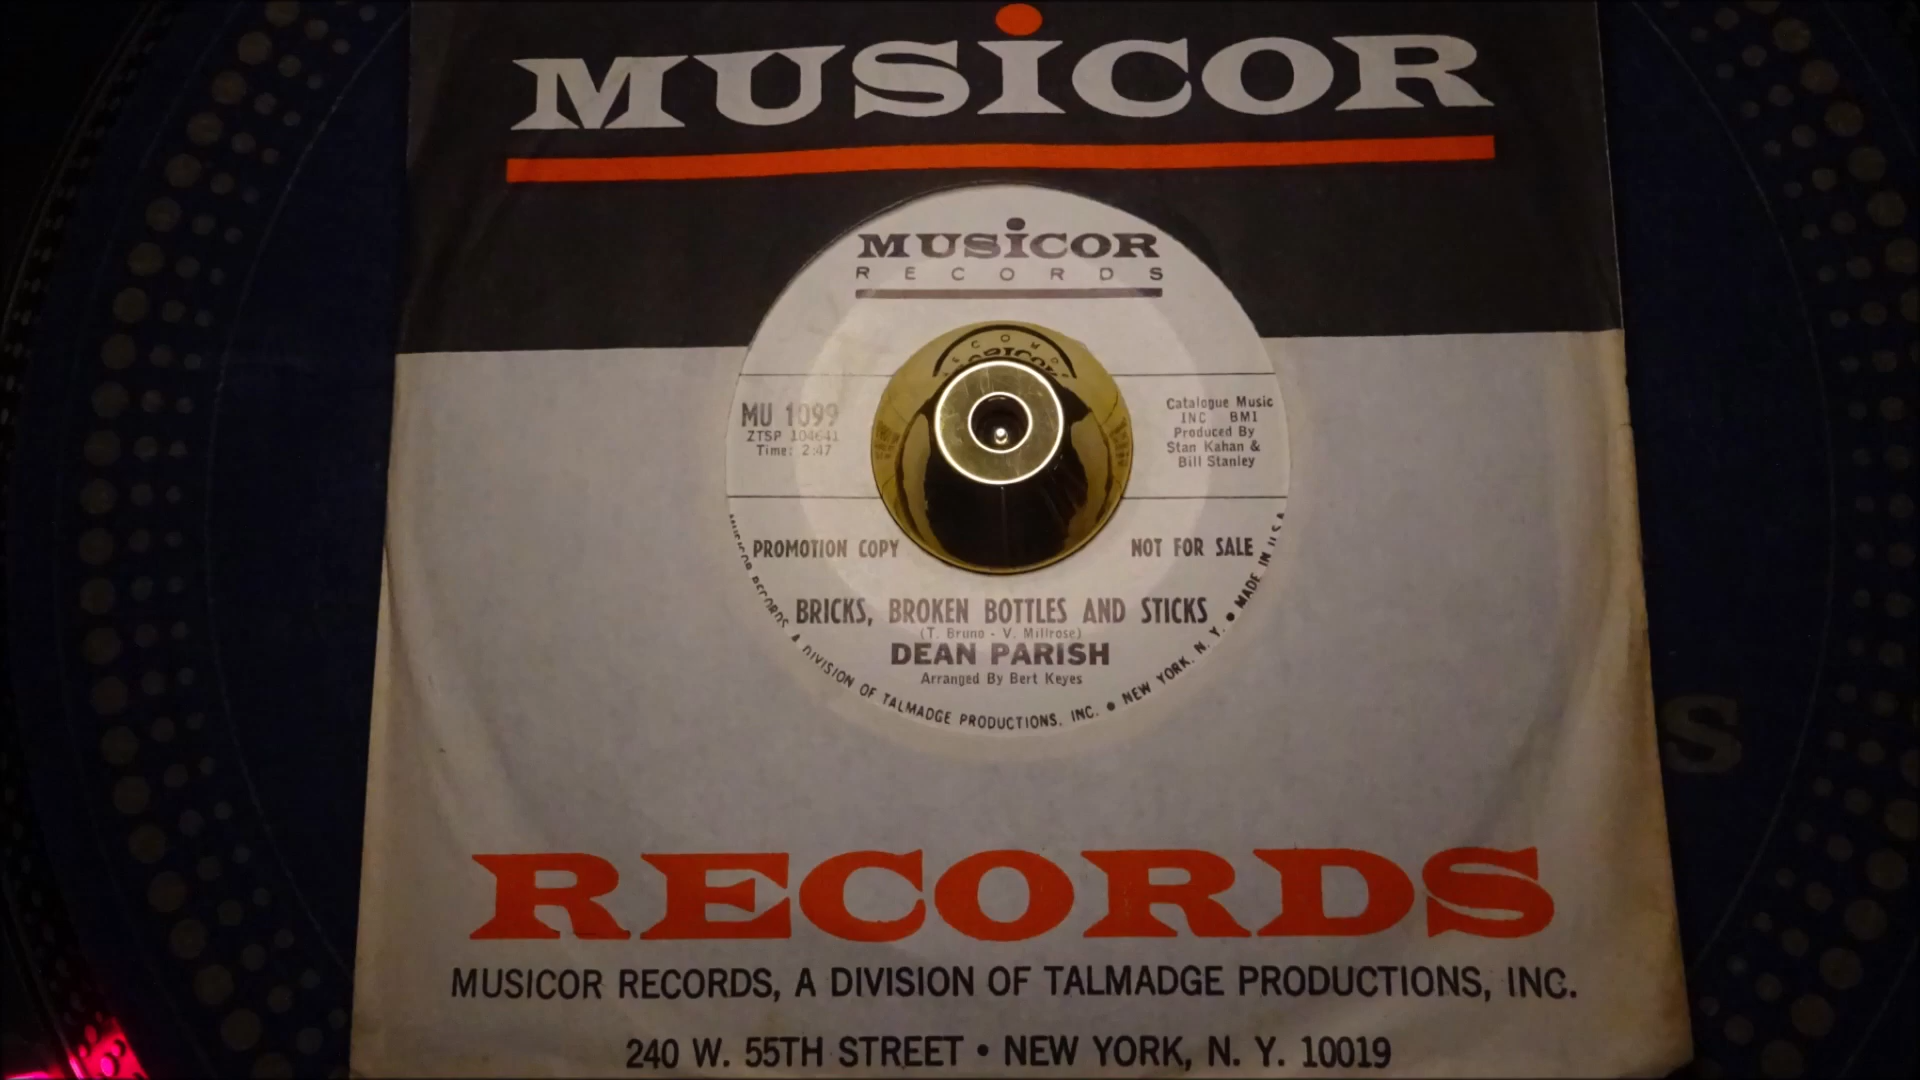 MUSiCOR
MUSiCOR
RECORDS
MU 1099
ZTSP 104641
Time: 2:47
Catalogue Music
INC BMI
Produced By
Stan Kahan &
Bill Stanley
PROMOTION COPY
NOT FOR SALE
BRICKS, BROKEN BOTTLES AND STICKS
(T. Bruno - V. Millrose)
DEAN PARISH
Arranged By Bert Keyes
MUSICOR RECORDS A DIVISION OF TALMADGE PRODUCTIONS, INC. • NEW YORK, N. Y. • MADE IN U.S.A.
RECORDS
MUSICOR RECORDS, A DIVISION OF TALMADGE PRODUCTIONS, INC.
240 W. 55TH STREET • NEW YORK, N. Y. 10019